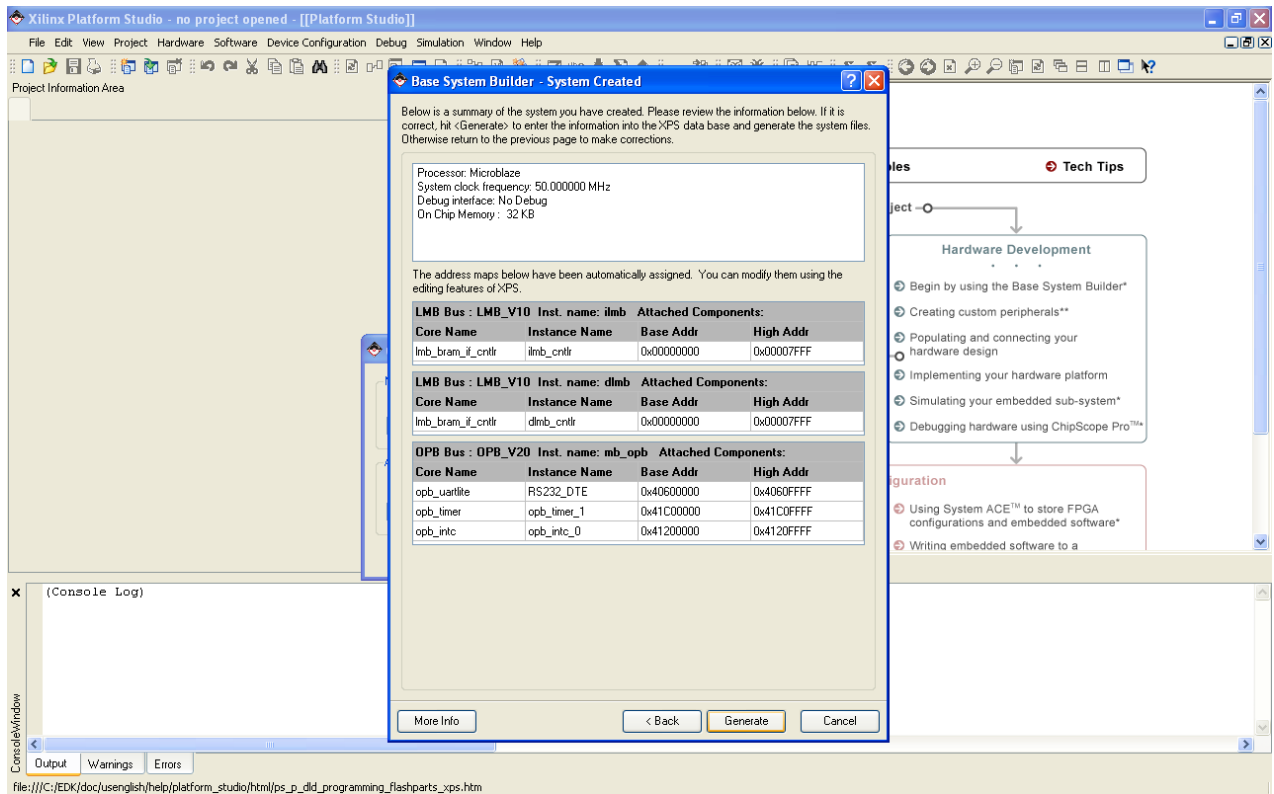 Xilinx Platform Studio - no project opened - [[Platform Studio]]
File Edit View Project Hardware Software Device Configuration Debug Simulation Window Help
Project Information Area
Base System Builder - System Created
Below is a summary of the system you have created. Please review the information below. If it is
correct, hit <Generate> to enter the information into the XPS data base and generate the system files.
Otherwise return to the previous page to make corrections.
Processor: Microblaze
System clock frequency: 50.000000 MHz
Debug interface: No Debug
On Chip Memory : 32 KB
The address maps below have been automatically assigned. You can modify them using the
editing features of XPS.
LMB Bus : LMB_V10 Inst. name: ilmb Attached Components:
Core Name Instance Name Base Addr High Addr
lmb_bram_if_cntlr ilmb_cntlr 0x00000000 0x00007FFF
LMB Bus : LMB_V10 Inst. name: dlmb Attached Components:
Core Name Instance Name Base Addr High Addr
lmb_bram_if_cntlr dlmb_cntlr 0x00000000 0x00007FFF
OPB Bus : OPB_V20 Inst. name: mb_opb Attached Components:
Core Name Instance Name Base Addr High Addr
opb_uartlite RS232_DTE 0x40600000 0x4060FFFF
opb_timer opb_timer_1 0x41C00000 0x41C0FFFF
opb_intc opb_intc_0 0x41200000 0x4120FFFF
More Info < Back Generate Cancel
les Tech Tips
ject
Hardware Development
Begin by using the Base System Builder*
Creating custom peripherals**
Populating and connecting your
hardware design
Implementing your hardware platform
Simulating your embedded sub-system*
Debugging hardware using ChipScope Pro™*
iguration
Using System ACE™ to store FPGA
configurations and embedded software*
Writing embedded software to a
(Console Log)
ConsoleWindow
Output Warnings Errors
file:///C:/EDK/doc/usenglish/help/platform_studio/html/ps_p_dld_programming_flashparts_xps.htm